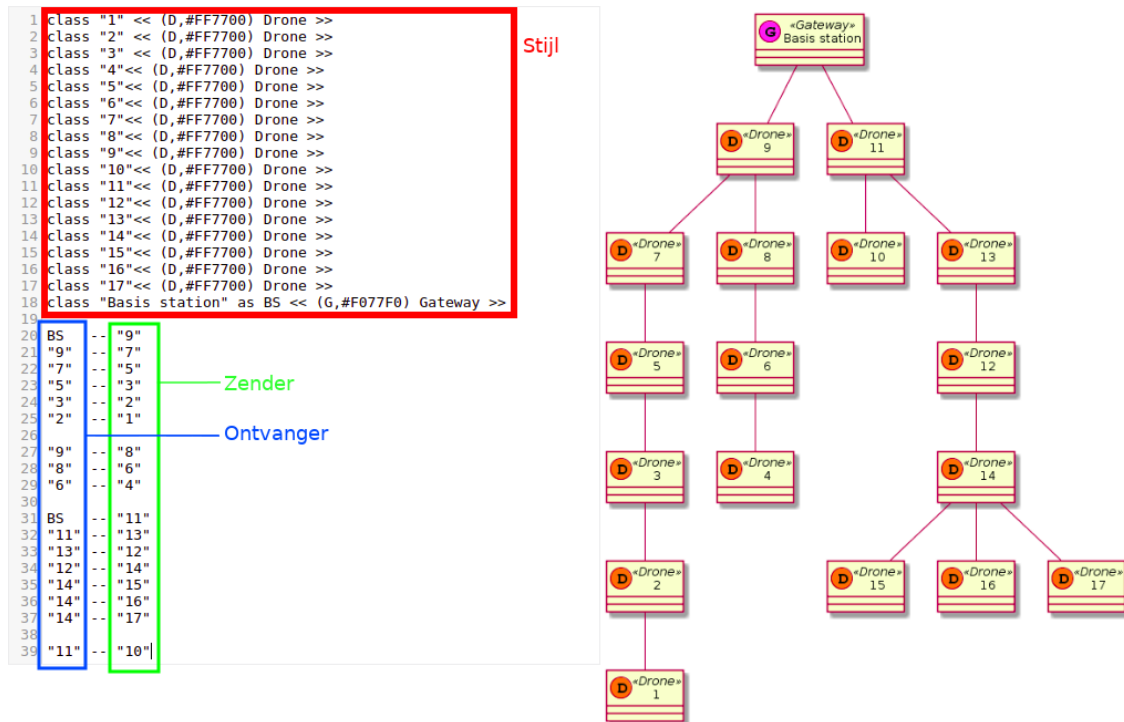 1 class "1" << (D,#FF7700) Drone >>
2 class "2" << (D,#FF7700) Drone >>
3 class "3" << (D,#FF7700) Drone >>
4 class "4"<< (D,#FF7700) Drone >>
5 class "5"<< (D,#FF7700) Drone >>
6 class "6"<< (D,#FF7700) Drone >>
7 class "7"<< (D,#FF7700) Drone >>
8 class "8"<< (D,#FF7700) Drone >>
9 class "9"<< (D,#FF7700) Drone >>
10 class "10"<< (D,#FF7700) Drone >>
11 class "11"<< (D,#FF7700) Drone >>
12 class "12"<< (D,#FF7700) Drone >>
13 class "13"<< (D,#FF7700) Drone >>
14 class "14"<< (D,#FF7700) Drone >>
15 class "15"<< (D,#FF7700) Drone >>
16 class "16"<< (D,#FF7700) Drone >>
17 class "17"<< (D,#FF7700) Drone >>
18 class "Basis station" as BS << (G,#F077F0) Gateway >>
19
20 BS -- "9"
21 "9" -- "7"
22 "7" -- "5"
23 "5" -- "3"
24 "3" -- "2"
25 "2" -- "1"
26
27 "9" -- "8"
28 "8" -- "6"
29 "6" -- "4"
30
31 BS -- "11"
32 "11" -- "13"
33 "13" -- "12"
34 "12" -- "14"
35 "14" -- "15"
36 "14" -- "16"
37 "14" -- "17"
38
39 "11" -- "10"
Stijl
Zender
Ontvanger
G «Gateway»
Basis station
D «Drone»
9
D «Drone»
11
D «Drone»
7
D «Drone»
8
D «Drone»
10
D «Drone»
13
D «Drone»
5
D «Drone»
6
D «Drone»
12
D «Drone»
3
D «Drone»
4
D «Drone»
14
D «Drone»
2
D «Drone»
15
D «Drone»
16
D «Drone»
17
D «Drone»
1